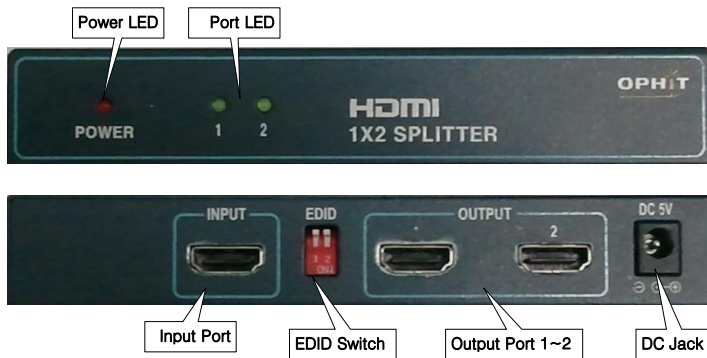 Power LED
Port LED
OPHIT
HDMI
POWER
1
2
1X2 SPLITTER
INPUT
EDID
OUTPUT
DC 5V
2
1 2
ON
Input Port
EDID Switch
Output Port 1~2
DC Jack